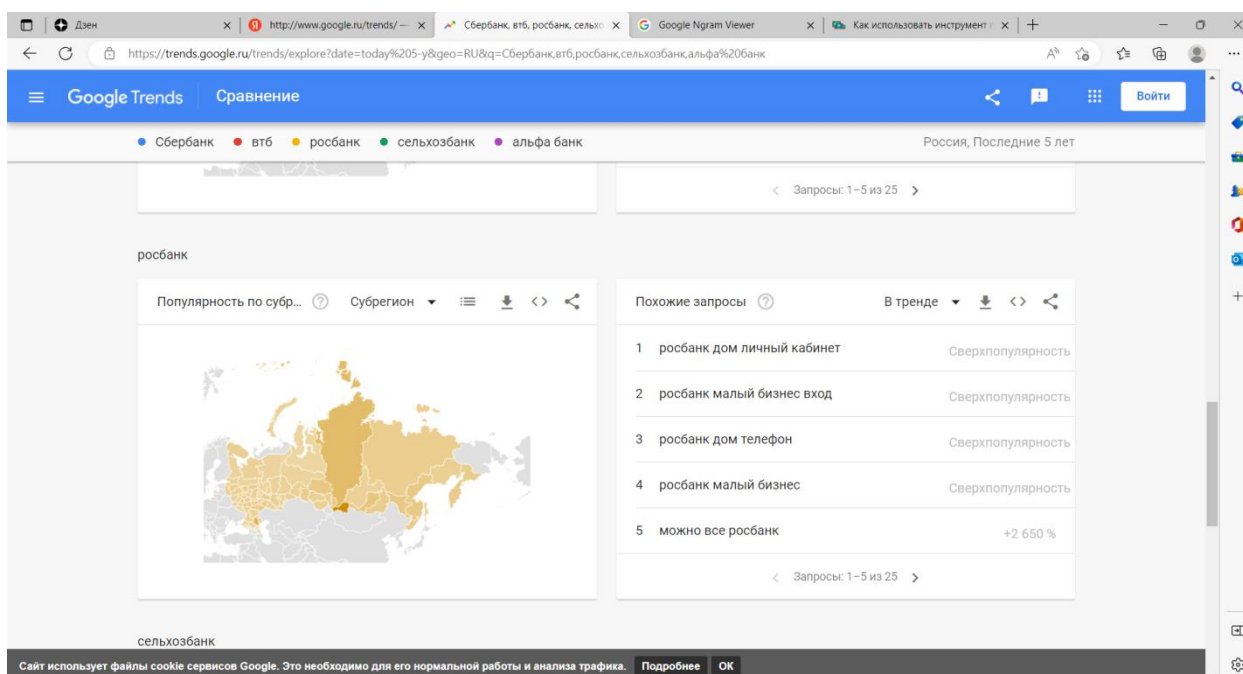 Дзен
http://www.google.ru/trends/ —
Сбербанк, втб, росбанк, сельхо
Google Ngram Viewer
Как использовать инструмент г
https://trends.google.ru/trends/explore?date=today%205-y&geo=RU&q=Сбербанк,втб,росбанк,сельхозбанк,альфа%20банк
Google Trends Сравнение
Войти
Сбербанк втб росбанк сельхозбанк альфа банк
Россия, Последние 5 лет
Запросы: 1–5 из 25
росбанк
Популярность по субр... Субрегион
Похожие запросы В тренде
1 росбанк дом личный кабинет Сверхпопулярность
2 росбанк малый бизнес вход Сверхпопулярность
3 росбанк дом телефон Сверхпопулярность
4 росбанк малый бизнес Сверхпопулярность
5 можно все росбанк +2 650 %
Запросы: 1–5 из 25
сельхозбанк
Сайт использует файлы cookie сервисов Google. Это необходимо для его нормальной работы и анализа трафика. Подробнее ОК